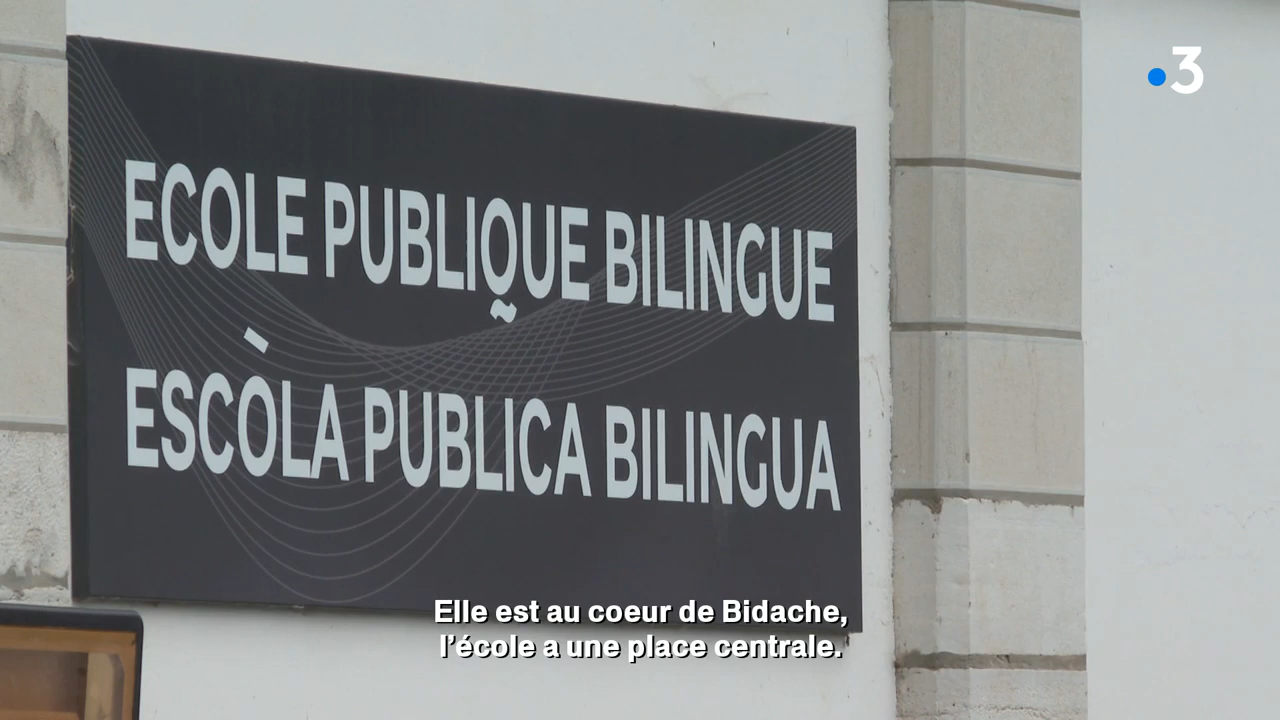 3
ECOLE PUBLIQUE BILINGUE
ESCÒLA PUBLICA BILINGUA
Elle est au coeur de Bidache,
l'école a une place centrale.